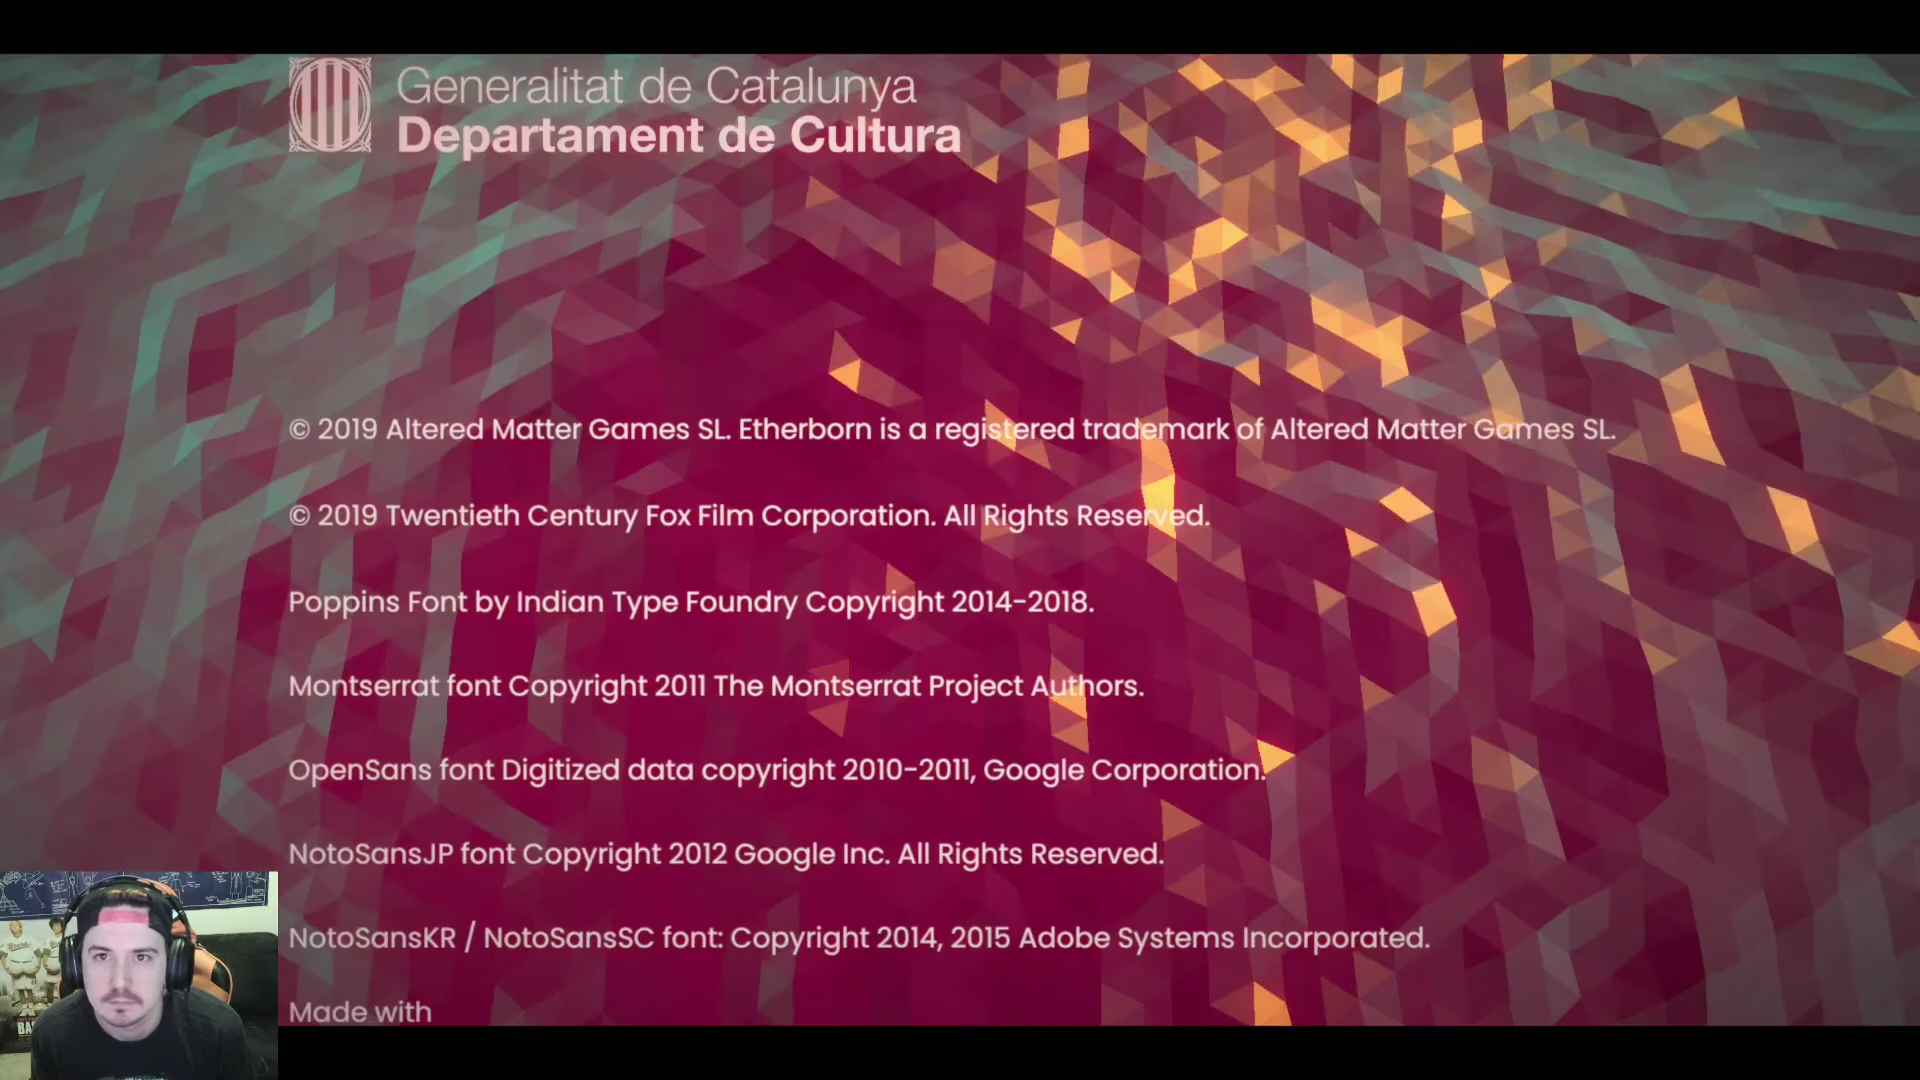 Generalitat de Catalunya
Departament de Cultura
© 2019 Altered Matter Games SL. Etherborn is a registered trademark of Altered Matter Games SL.
© 2019 Twentieth Century Fox Film Corporation. All Rights Reserved.
Poppins Font by Indian Type Foundry Copyright 2014-2018.
Montserrat font Copyright 2011 The Montserrat Project Authors.
OpenSans font Digitized data copyright 2010-2011, Google Corporation.
NotoSansJP font Copyright 2012 Google Inc. All Rights Reserved.
NotoSansKR / NotoSansSC font: Copyright 2014, 2015 Adobe Systems Incorporated.
Made with